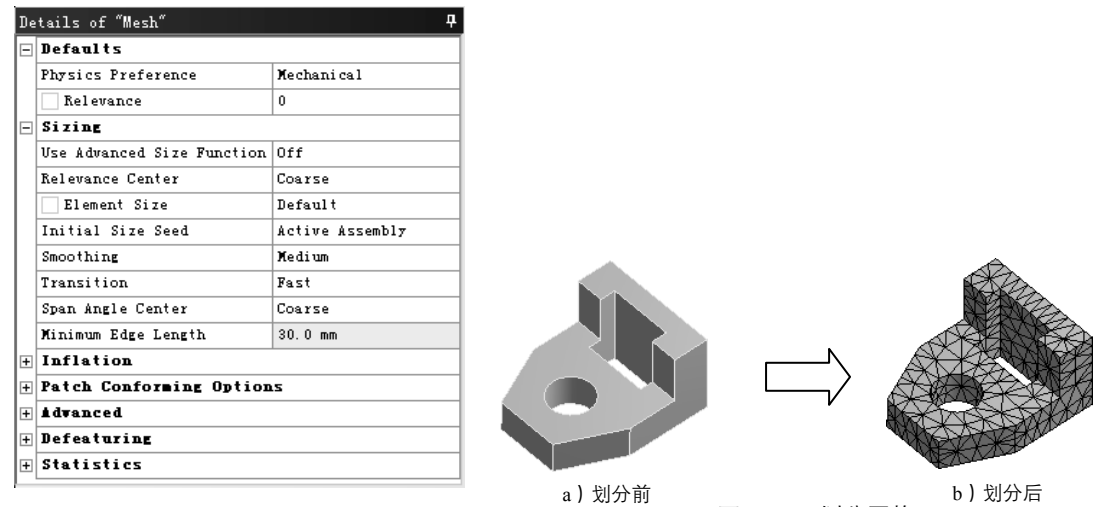 Details of "Mesh"
Defaults
Physics Preference Mechanical
Relevance 0
Sizing
Use Advanced Size Function Off
Relevance Center Coarse
Element Size Default
Initial Size Seed Active Assembly
Smoothing Medium
Transition Fast
Span Angle Center Coarse
Minimum Edge Length 30.0 mm
Inflation
Patch Conforming Options
Advanced
Defeaturing
Statistics
a）划分前
b）划分后